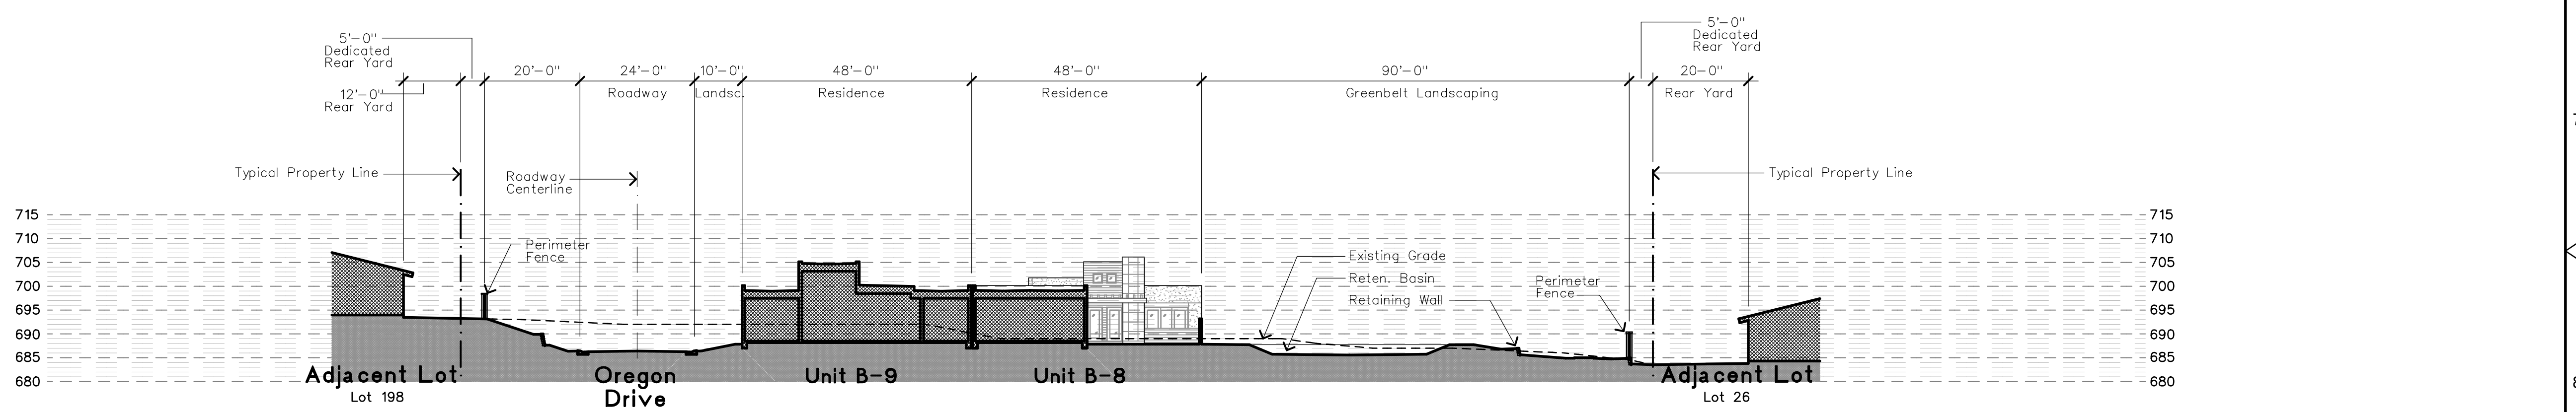 5'-0"
Dedicated
Rear Yard
12'-0"
Rear Yard
20'-0"
24'-0"
Roadway
10'-0"
Landsc.
48'-0"
Residence
48'-0"
Residence
90'-0"
Greenbelt Landscaping
5'-0"
Dedicated
Rear Yard
20-0"
Rear Yard
Typical Property Line
Roadway
Centerline
Typical Property Line
Perimeter
Fence
Existing Grade
Reten. Basin
Retaining Wall
Perimeter
Fence
715
710
705
700
695
690
685
680
715
710
705
700
695
690
685
680
Adjacent Lot
Lot 198
Oregon
Drive
Unit B-9
Unit B-8
Adjacent Lot
Lot 26